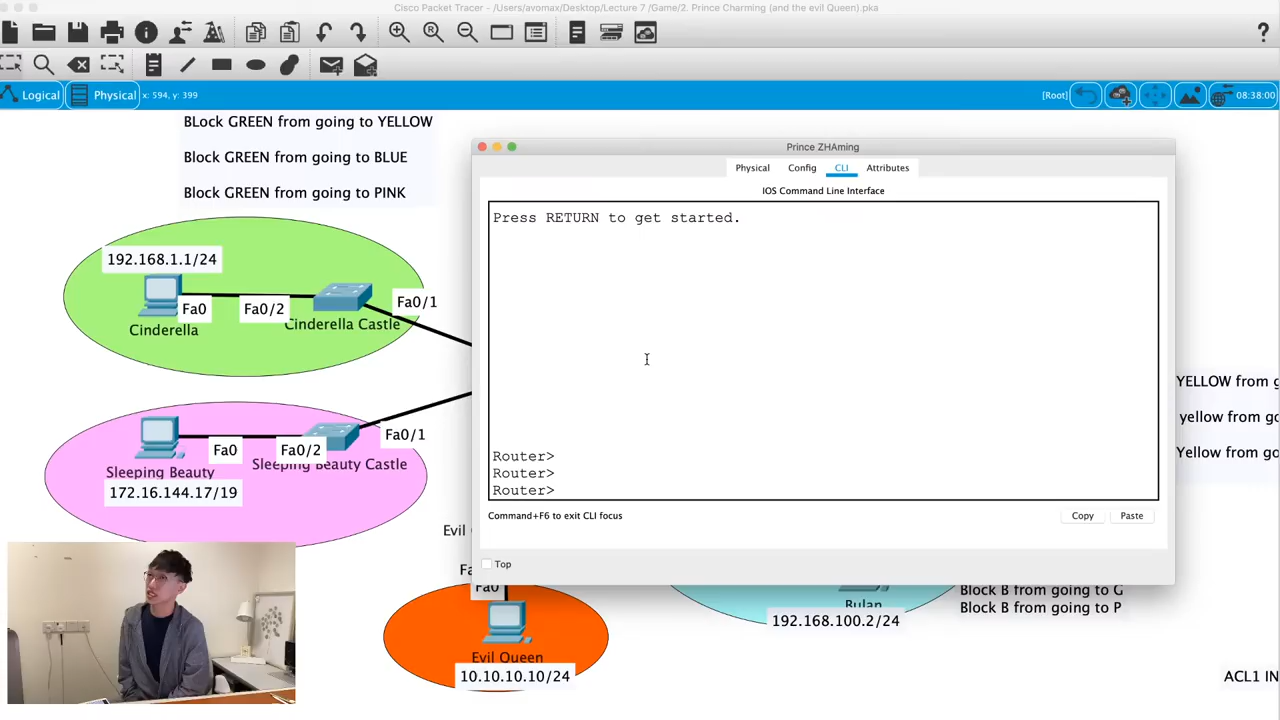 Cisco Packet Tracer - /Users/avomax/Desktop/Lecture 7 /Game/2. Prince Charming (and the evil Queen).pka
Logical
Physical
x: 594, y: 399
[Root]
08:38:00
BLock GREEN from going to YELLOW
Block GREEN from going to BLUE
Block GREEN from going to PINK
192.168.1.1/24
Fa0
Fa0/2
Fa0/1
Cinderella
Cinderella Castle
Fa0
Fa0/2
Fa0/1
Sleeping Beauty
Sleeping Beauty Castle
172.16.144.17/19
Prince ZHAming
Physical
Config
CLI
Attributes
IOS Command Line Interface
Press RETURN to get started.
Router>
Router>
Router>
Command+F6 to exit CLI focus
Copy
Paste
Top
YELLOW from g
yellow from go
Yellow from go
Evil
Fa0
Evil Queen
10.10.10.10/24
Bulan
192.168.100.2/24
Block B from going to G
Block B from going to P
ACL1 IN